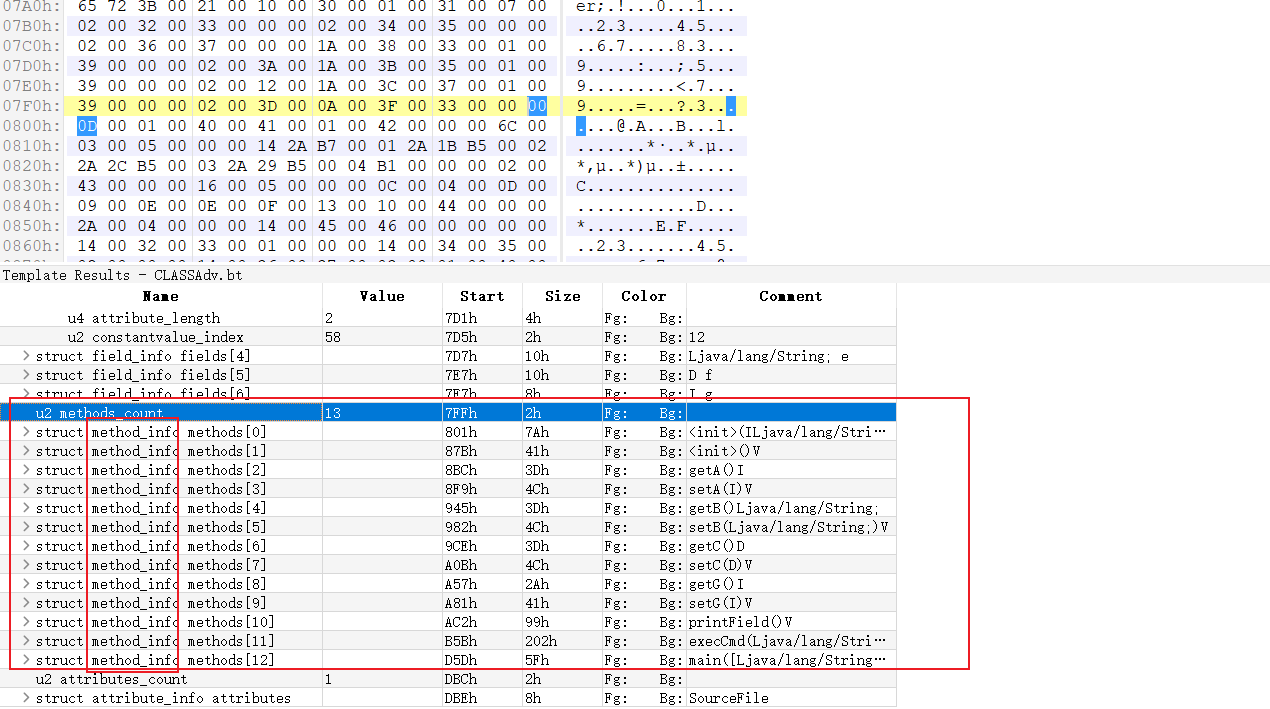 07A0h: 65 72 3B 00 21 00 10 00 30 00 01 00 31 00 07 00 er;.!...0...1...
07B0h: 02 00 32 00 33 00 00 00 02 00 34 00 35 00 00 00 ..2.3.....4.5...
07C0h: 02 00 36 00 37 00 00 00 1A 00 38 00 33 00 01 00 ..6.7.....8.3...
07D0h: 39 00 00 00 02 00 3A 00 1A 00 3B 00 35 00 01 00 9.....:...;.5...
07E0h: 39 00 00 00 02 00 12 00 1A 00 3C 00 37 00 01 00 9.........<.7...
07F0h: 39 00 00 00 02 00 3D 00 0A 00 3F 00 33 00 00 00 9.....=...?.3...
0800h: 0D 00 01 00 40 00 41 00 01 00 42 00 00 00 6C 00 ....@.A...B...l.
0810h: 03 00 05 00 00 00 14 2A B7 00 01 2A 1B B5 00 02 .......*·..*.µ..
0820h: 2A 2C B5 00 03 2A 29 B5 00 04 B1 00 00 00 02 00 *,µ..*)µ..±.....
0830h: 43 00 00 00 16 00 05 00 00 00 0C 00 04 00 0D 00 C...............
0840h: 09 00 0E 00 0E 00 0F 00 13 00 10 00 44 00 00 00 ............D...
0850h: 2A 00 04 00 00 00 14 00 45 00 46 00 00 00 00 00 *.......E.F.....
0860h: 14 00 32 00 33 00 01 00 00 00 14 00 34 00 35 00 ..2.3.......4.5.
Template Results - CLASSAdv.bt
Name Value Start Size Color Comment
u4 attribute_length 2 7D1h 4h Fg: Bg:
u2 constantvalue_index 58 7D5h 2h Fg: Bg: 12
struct field_info fields[4] 7D7h 10h Fg: Bg: Ljava/lang/String; e
struct field_info fields[5] 7E7h 10h Fg: Bg: D f
struct field_info fields[6] 7F7h 8h Fg: Bg: I g
u2 methods_count 13 7FFh 2h Fg: Bg:
struct method_info methods[0] 801h 7Ah Fg: Bg: <init>(ILjava/lang/Stri…
struct method_info methods[1] 87Bh 41h Fg: Bg: <init>()V
struct method_info methods[2] 8BCh 3Dh Fg: Bg: getA()I
struct method_info methods[3] 8F9h 4Ch Fg: Bg: setA(I)V
struct method_info methods[4] 945h 3Dh Fg: Bg: getB()Ljava/lang/String;
struct method_info methods[5] 982h 4Ch Fg: Bg: setB(Ljava/lang/String;)V
struct method_info methods[6] 9CEh 3Dh Fg: Bg: getC()D
struct method_info methods[7] A0Bh 4Ch Fg: Bg: setC(D)V
struct method_info methods[8] A57h 2Ah Fg: Bg: getG()I
struct method_info methods[9] A81h 41h Fg: Bg: setG(I)V
struct method_info methods[10] AC2h 99h Fg: Bg: printField()V
struct method_info methods[11] B5Bh 202h Fg: Bg: execCmd(Ljava/lang/Stri…
struct method_info methods[12] D5Dh 5Fh Fg: Bg: main([Ljava/lang/String…
u2 attributes_count 1 DBCh 2h Fg: Bg:
struct attribute_info attributes DBEh 8h Fg: Bg: SourceFile